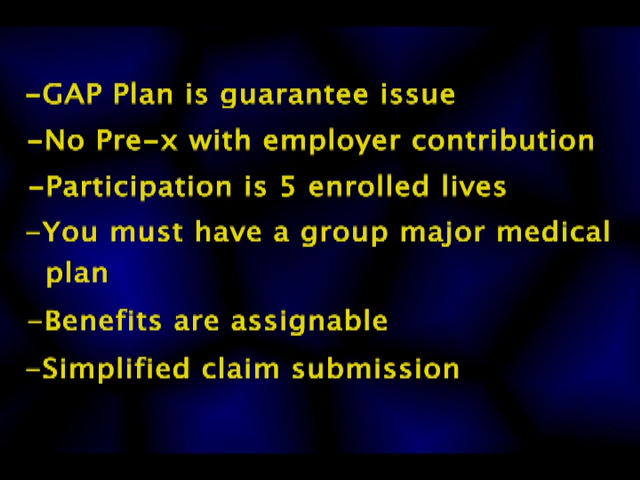 -GAP Plan is guarantee issue
-No Pre-x with employer contribution
-Participation is 5 enrolled lives
-You must have a group major medical
plan
-Benefits are assignable
-Simplified claim submission